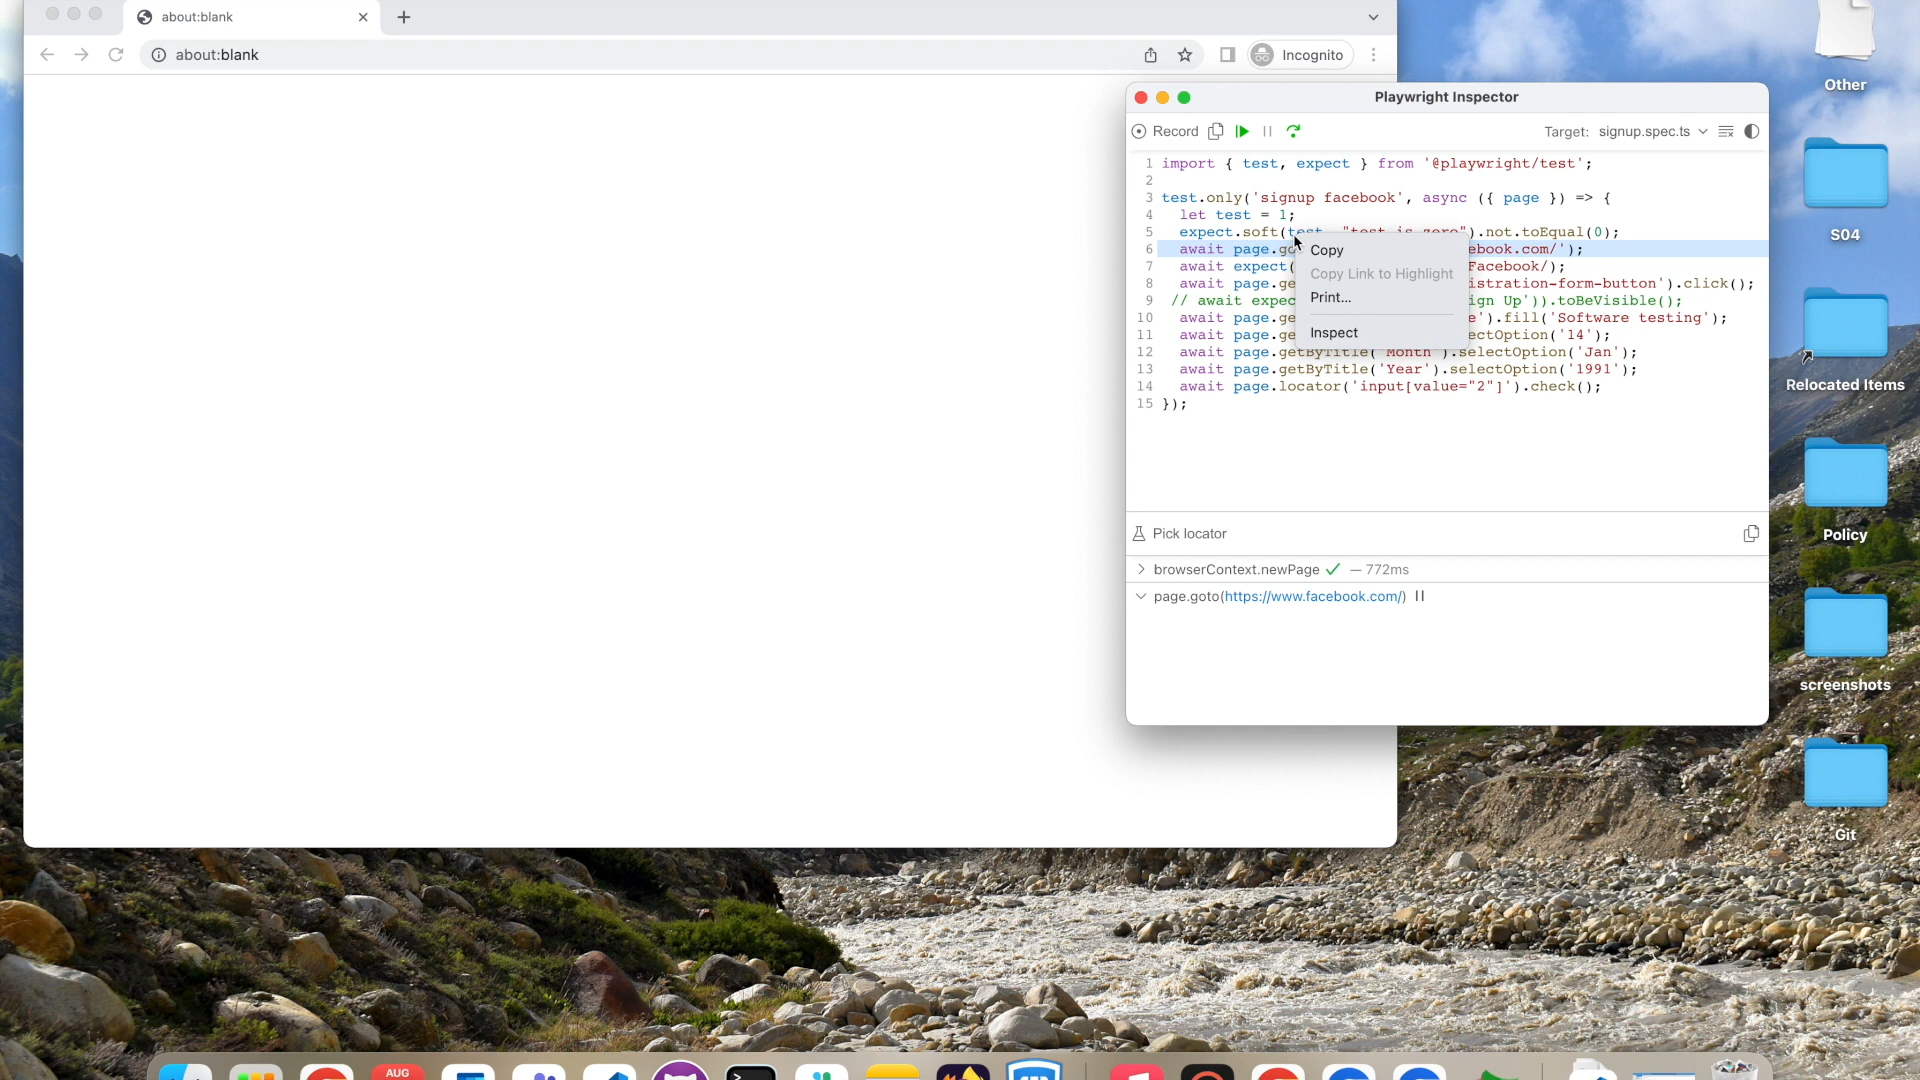 about:blank
about:blank
Incognito
Playwright Inspector
Record
Target: signup.spec.ts
1 import { test, expect } from '@playwright/test';
2
3 test.only('signup facebook', async ({ page }) => {
4 let test = 1;
5 expect.soft(test, "test is zero").not.toEqual(0);
6 await page.go ebook.com/');
7 await expect( Facebook/);
8 await page.ge istration-form-button').click();
9 // await expec ign Up')).toBeVisible();
10 await page.ge e').fill('Software testing');
11 await page.ge ectOption('14');
12 await page.getByTitle('Month').selectOption('Jan');
13 await page.getByTitle('Year').selectOption('1991');
14 await page.locator('input[value="2"]').check();
15 });
Copy
Copy Link to Highlight
Print...
Inspect
Pick locator
browserContext.newPage — 772ms
page.goto(https://www.facebook.com/)
Other
S04
Relocated Items
Policy
screenshots
Git
AUG